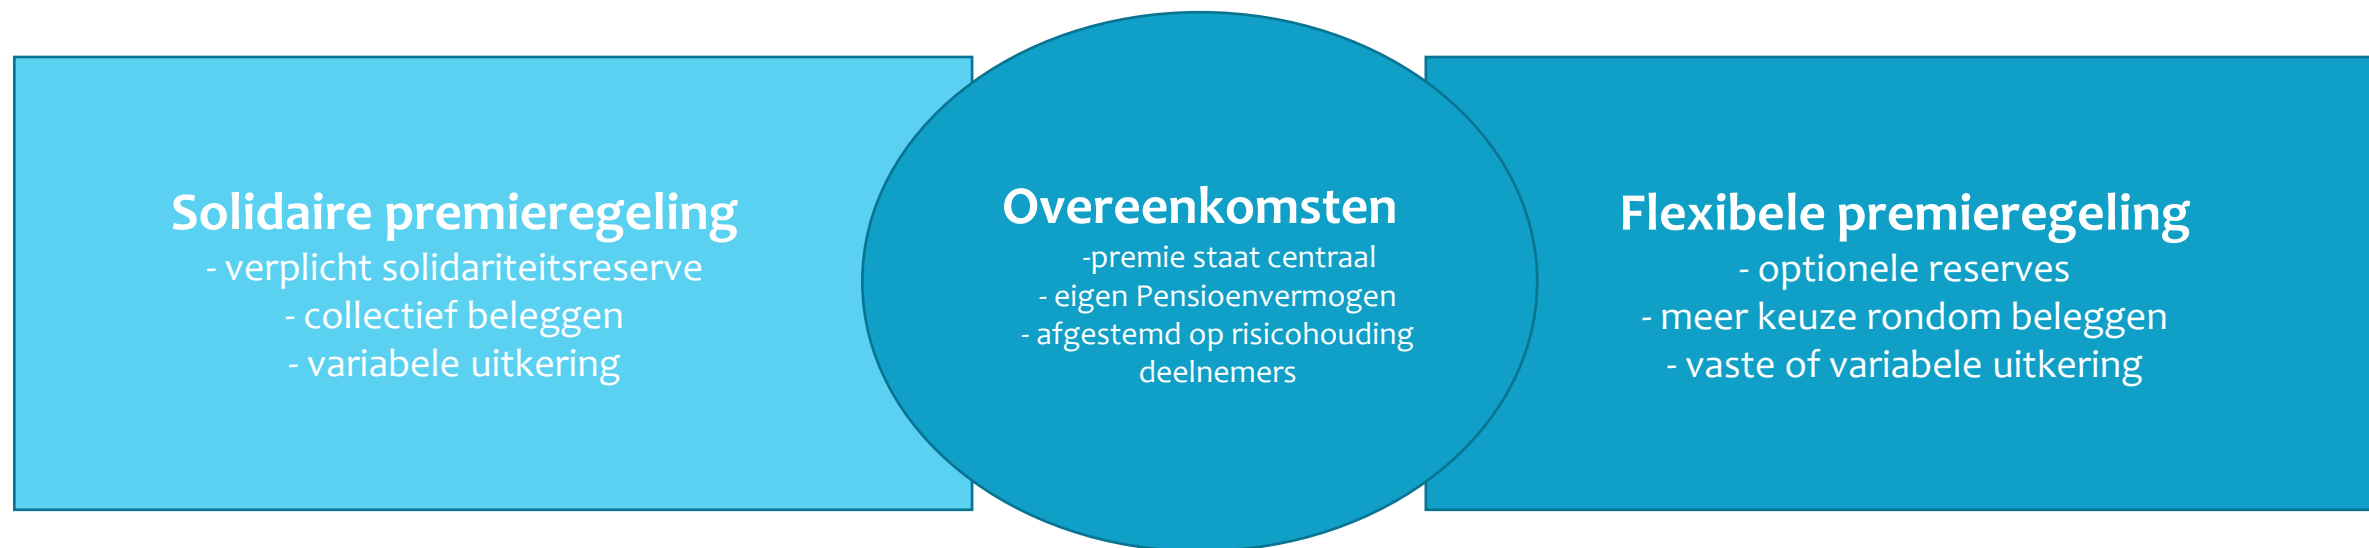 Solidaire premieregeling
- verplicht solidariteitsreserve
- collectief beleggen
- variabele uitkering
Overeenkomsten
-premie staat centraal
- eigen Pensioenvermogen
- afgestemd op risicohouding
deelnemers
Flexibele premieregeling
- optionele reserves
- meer keuze rondom beleggen
- vaste of variabele uitkering